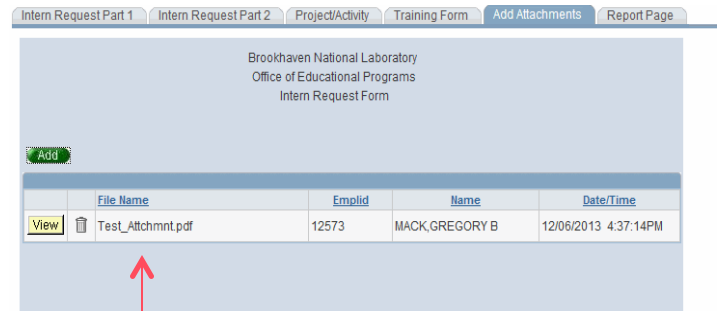 Intern Request Part 1 Intern Request Part 2 Project/Activity Training Form Add Attachments Report Page
Brookhaven National Laboratory
Office of Educational Programs
Intern Request Form
Add
File Name Emplid Name Date/Time
View Test_Attchmnt.pdf 12573 MACK,GREGORY B 12/06/2013 4:37:14PM